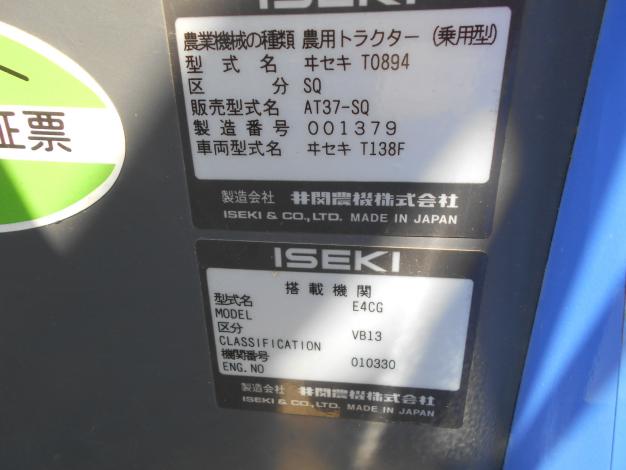 ISEKI
農業機械の種類 農用トラクター (乗用型)
型式名 ヰセキ T0894
区分 SQ
販売型式名 AT37-SQ
製造番号 001379
車両型式名 ヰセキ T138F
証票
製造会社 井関農機株式会社
ISEKI & CO., LTD. MADE IN JAPAN
ISEKI
搭載機関
型式名 E4CG
MODEL
区分 VB13
CLASSIFICATION
機関番号 010330
ENG.NO
製造会社 井関農機株式会社
ISEKI & CO., LTD. MADE IN JAPAN